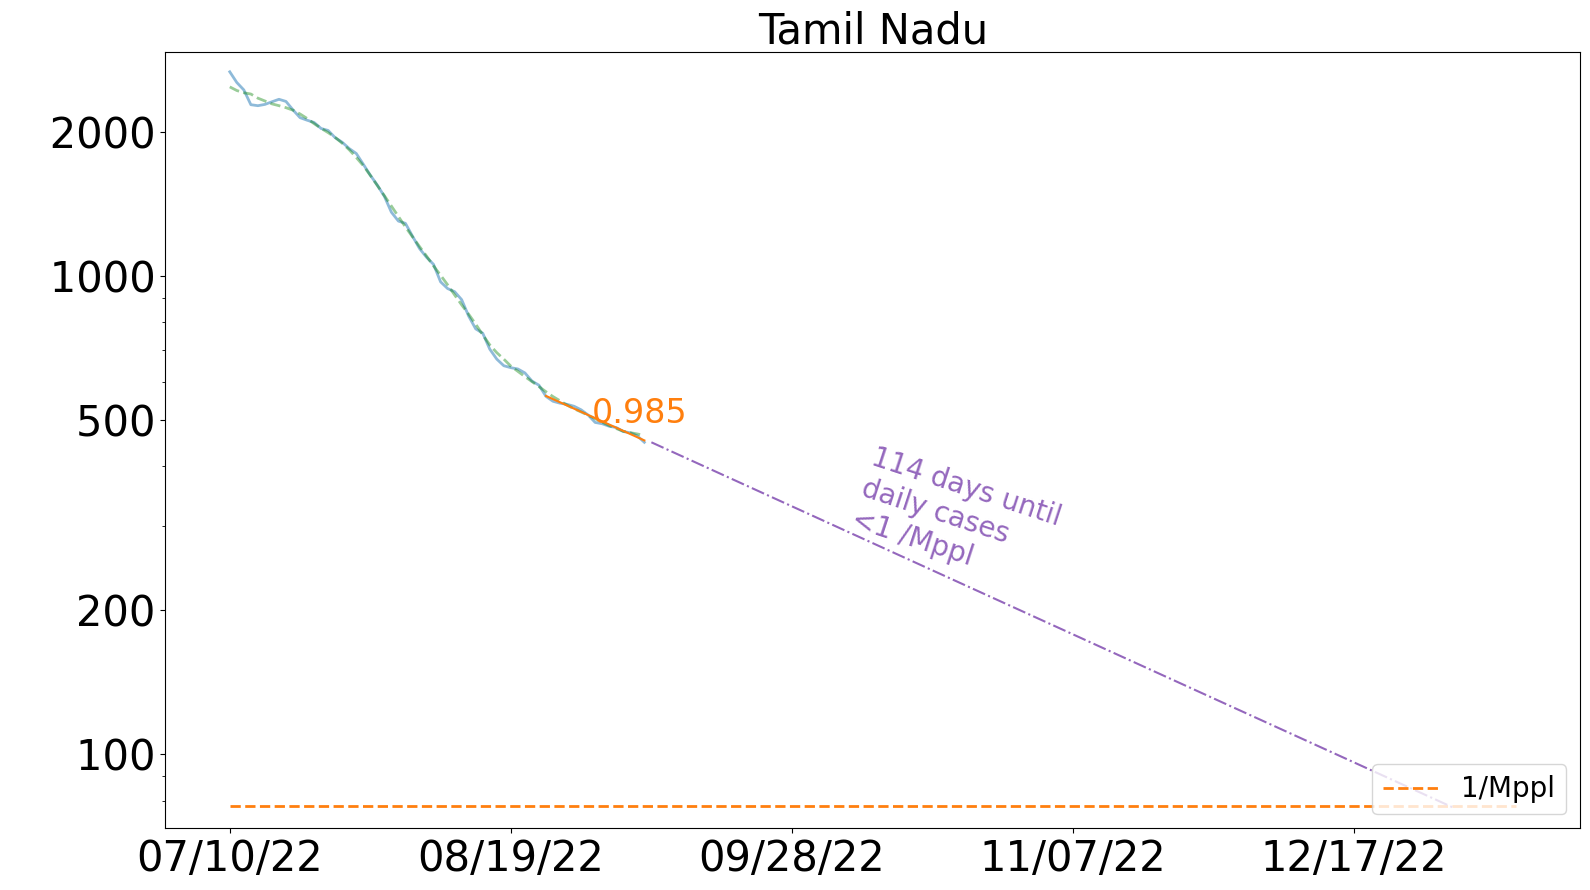 Tamil Nadu
2000
1000
500
200
100
0.985
114 days until
daily cases
<1 /Mppl
1/Mppl
07/10/22
08/19/22
09/28/22
11/07/22
12/17/22